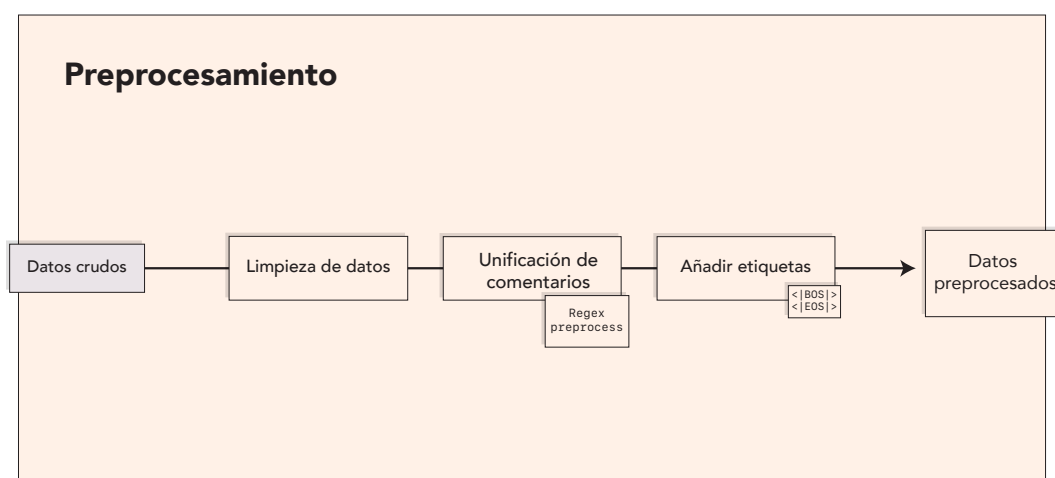 Preprocesamiento
Datos crudos
Limpieza de datos
Unificación de
comentarios
Regex
preprocess
Añadir etiquetas
<|BOS|>
<|EOS|>
Datos
preprocesados